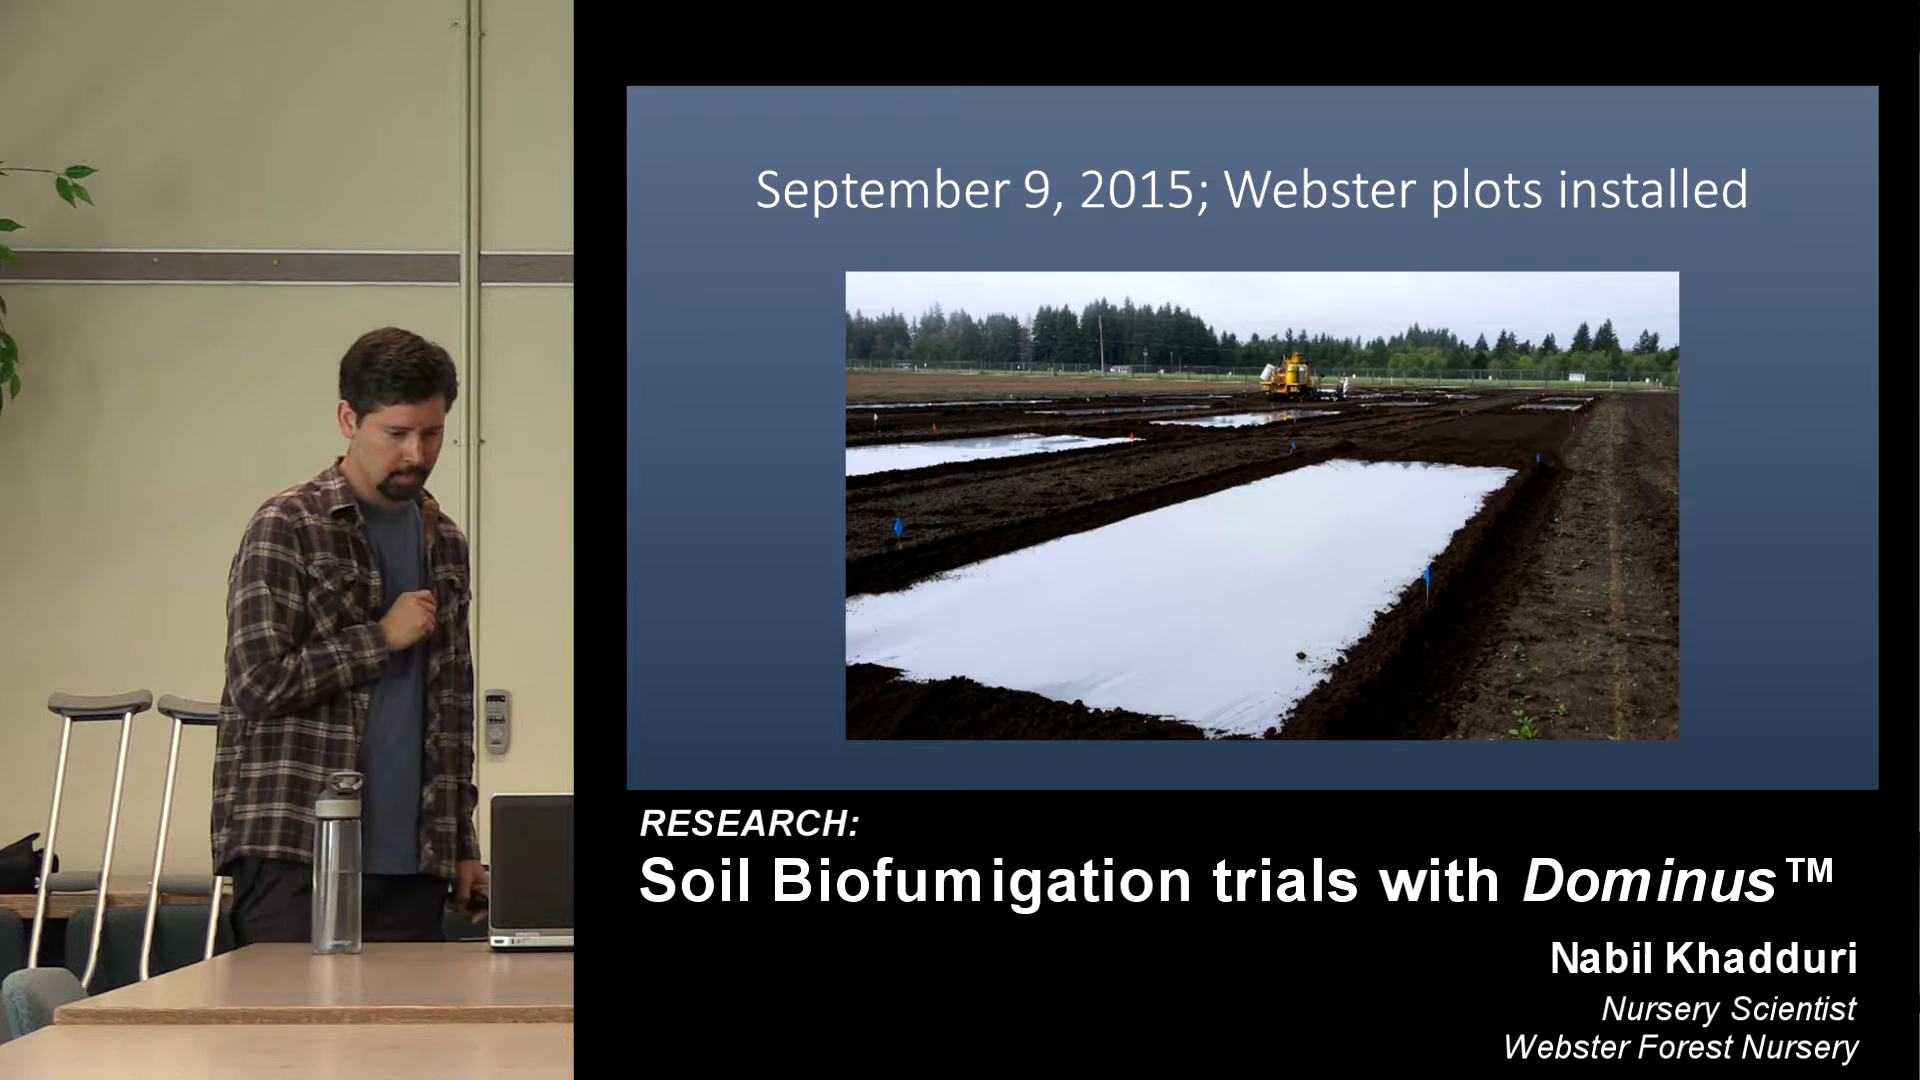 September 9, 2015; Webster plots installed
RESEARCH:
Soil Biofumigation trials with Dominus™
Nabil Khadduri
Nursery Scientist
Webster Forest Nursery